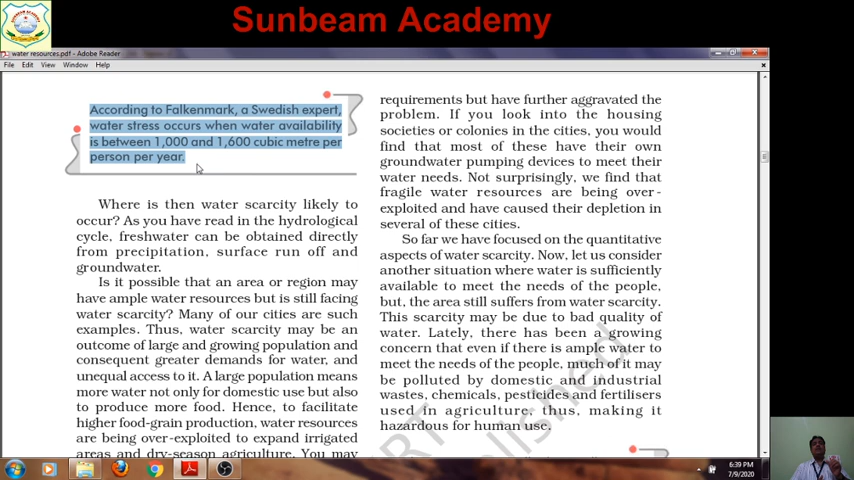 Sunbeam Academy
water resources.pdf - Adobe Reader
File Edit View Window Help
According to Falkenmark, a Swedish expert,
water stress occurs when water availability
is between 1,000 and 1,600 cubic metre per
person per year.
Where is then water scarcity likely to
occur? As you have read in the hydrological
cycle, freshwater can be obtained directly
from precipitation, surface run off and
groundwater.
Is it possible that an area or region may
have ample water resources but is still facing
water scarcity? Many of our cities are such
examples. Thus, water scarcity may be an
outcome of large and growing population and
consequent greater demands for water, and
unequal access to it. A large population means
more water not only for domestic use but also
to produce more food. Hence, to facilitate
higher food-grain production, water resources
are being over-exploited to expand irrigated
areas and dry-season agriculture. You may
requirements but have further aggravated the
problem. If you look into the housing
societies or colonies in the cities, you would
find that most of these have their own
groundwater pumping devices to meet their
water needs. Not surprisingly, we find that
fragile water resources are being over-
exploited and have caused their depletion in
several of these cities.
So far we have focused on the quantitative
aspects of water scarcity. Now, let us consider
another situation where water is sufficiently
available to meet the needs of the people,
but, the area still suffers from water scarcity.
This scarcity may be due to bad quality of
water. Lately, there has been a growing
concern that even if there is ample water to
meet the needs of the people, much of it may
be polluted by domestic and industrial
wastes, chemicals, pesticides and fertilisers
used in agriculture, thus, making it
hazardous for human use.
6:39 PM
7/9/2020